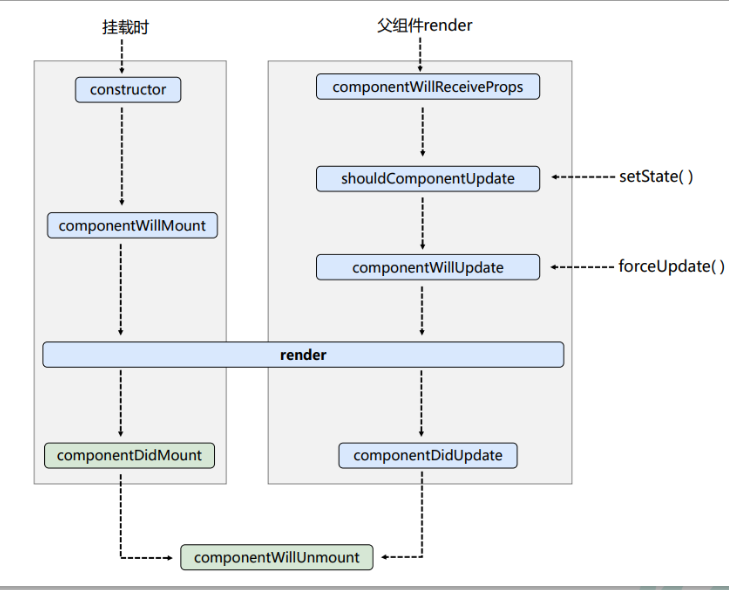 挂载时
父组件render
constructor
componentWillReceiveProps
shouldComponentUpdate
setState( )
componentWillMount
componentWillUpdate
forceUpdate( )
render
componentDidMount
componentDidUpdate
componentWillUnmount